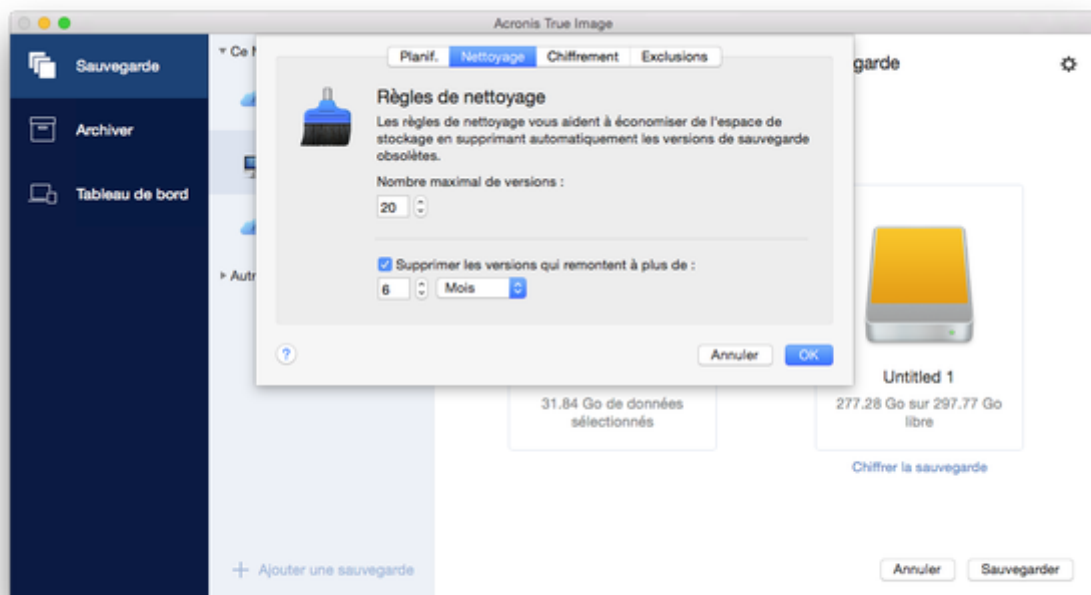 Acronis True Image
Sauvegarde
Archiver
Tableau de bord
Ce
Autr
+ Ajouter une sauvegarde
Planif.
Nettoyage
Chiffrement
Exclusions
Règles de nettoyage
Les règles de nettoyage vous aident à économiser de l'espace de
stockage en supprimant automatiquement les versions de sauvegarde
obsolètes.
Nombre maximal de versions :
20
Supprimer les versions qui remontent à plus de :
6
Mois
?
Annuler
OK
garde
31.84 Go de données
sélectionnés
Untitled 1
277.28 Go sur 297.77 Go
libre
Chiffrer la sauvegarde
Annuler
Sauvegarder